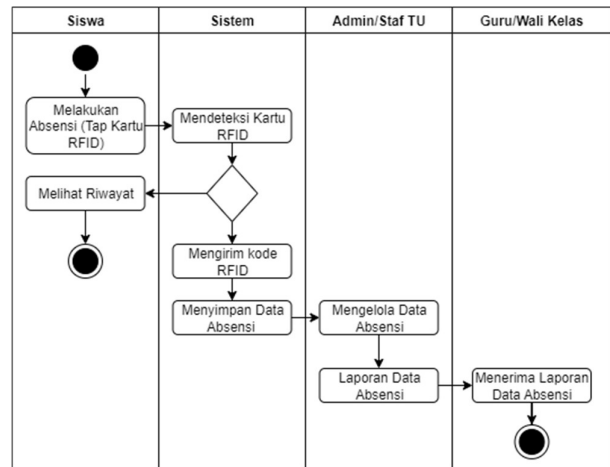 Siswa
Sistem
Admin/Staf TU
Guru/Wali Kelas
Melakukan
Absensi (Tap Kartu
RFID)
Mendeteksi Kartu
RFID
Melihat Riwayat
Mengirim kode
RFID
Menyimpan Data
Absensi
Mengelola Data
Absensi
Laporan Data
Absensi
Menerima Laporan
Data Absensi